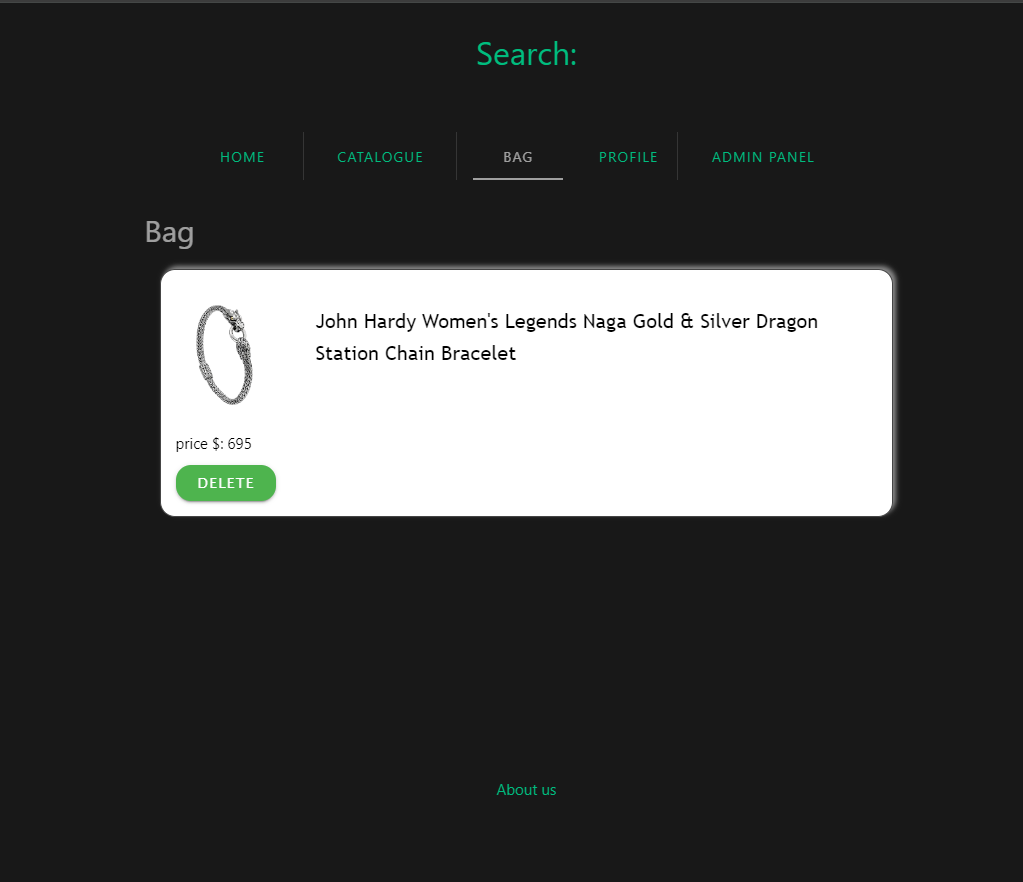 Search:
HOME
CATALOGUE
BAG
PROFILE
ADMIN PANEL
Bag
John Hardy Women's Legends Naga Gold & Silver Dragon
Station Chain Bracelet
price $: 695
DELETE
About us